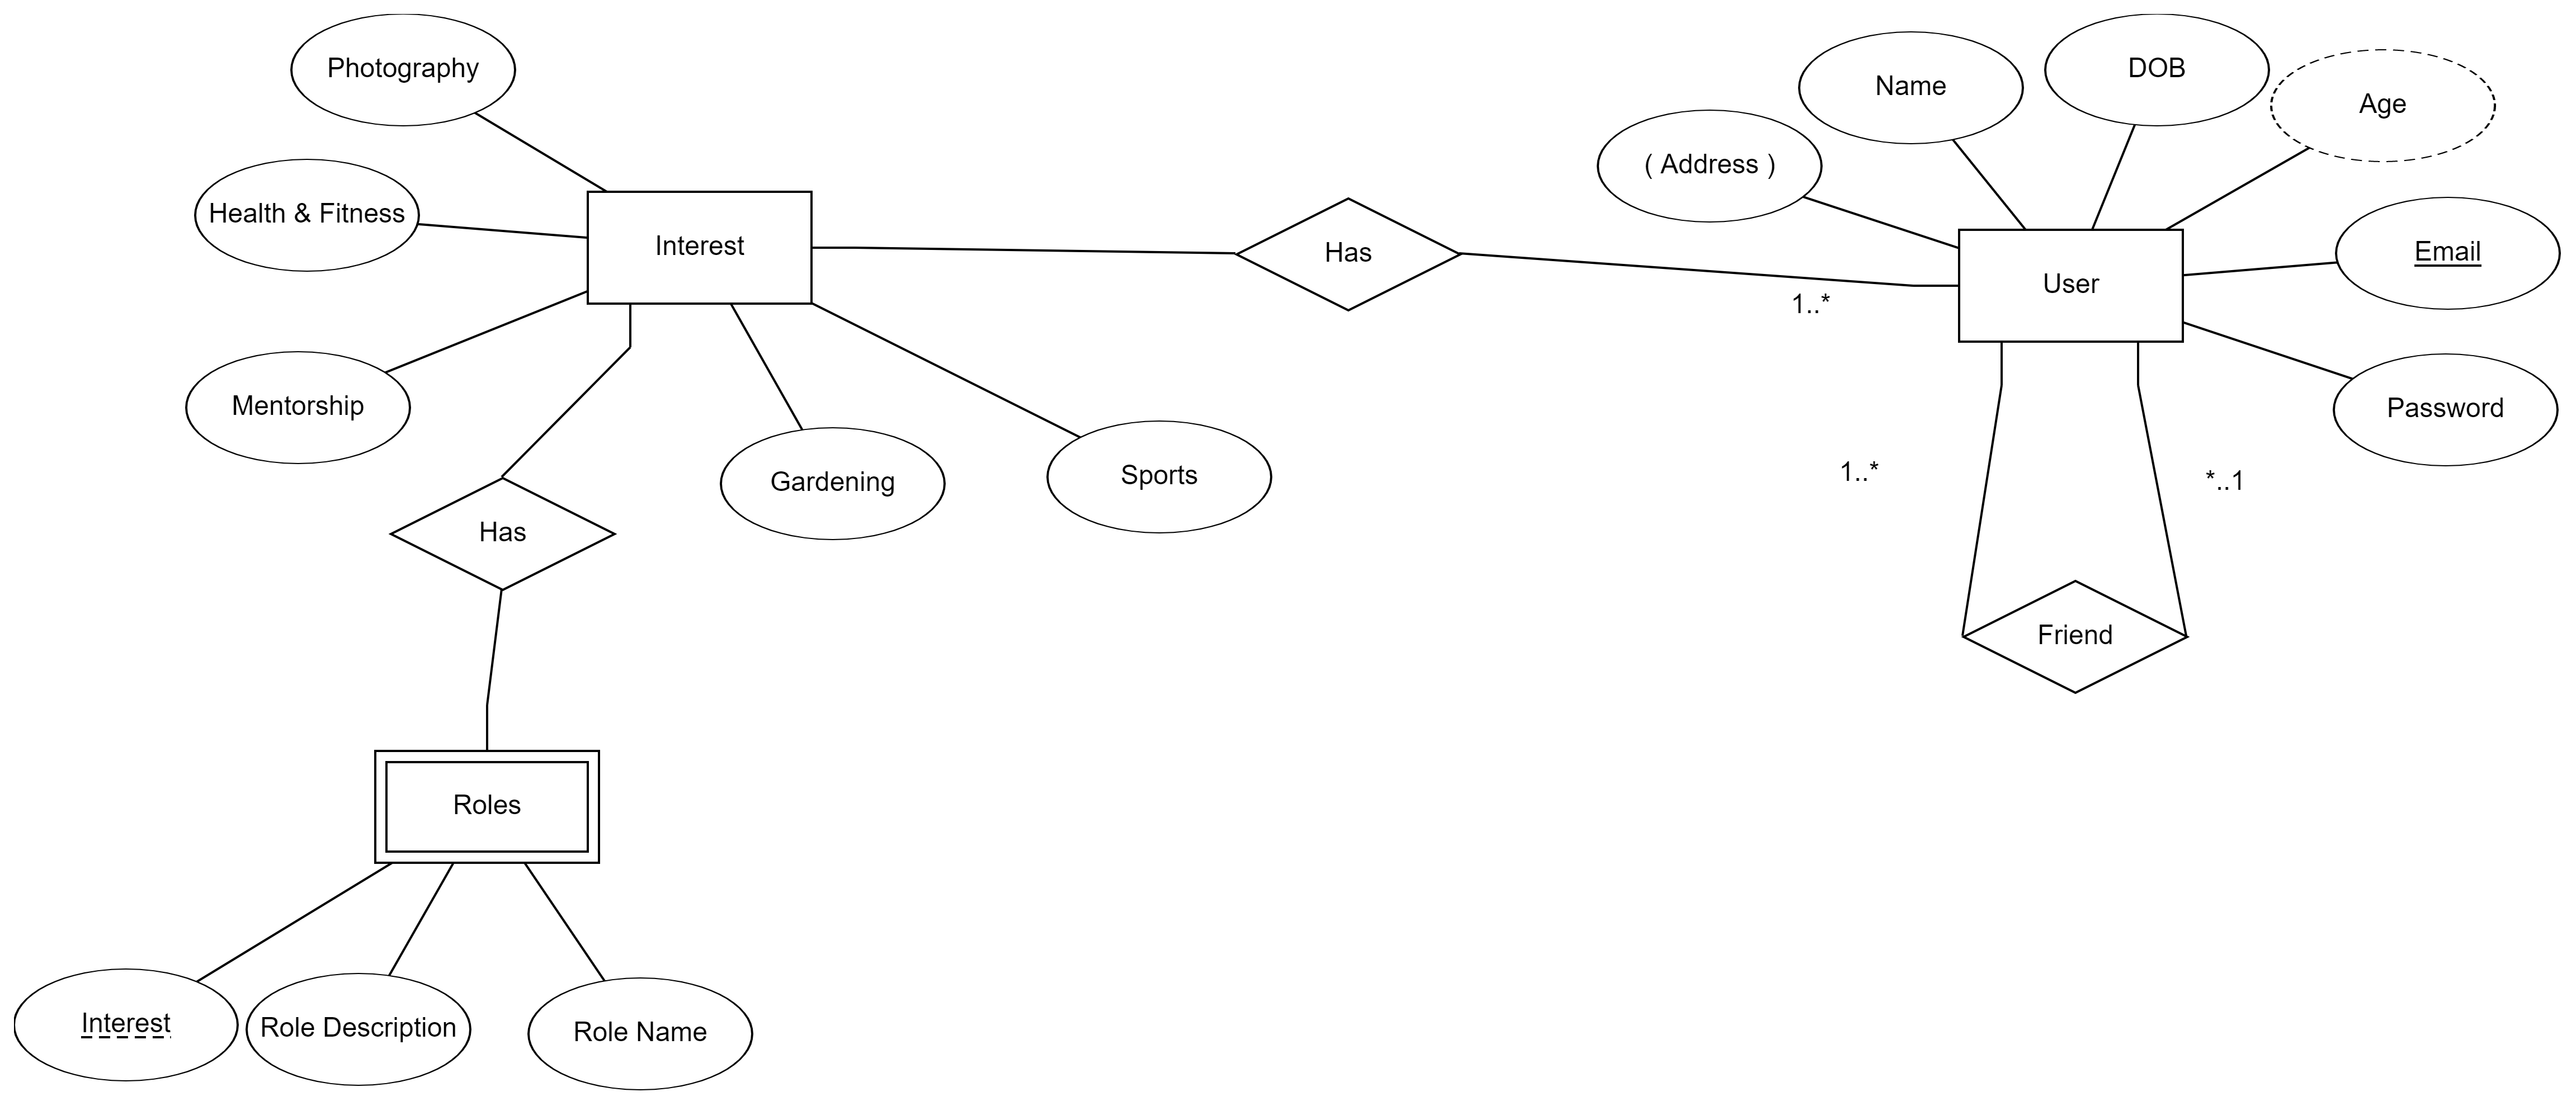 Photography
Name
DOB
Age
( Address )
Health & Fitness
Interest
Has
User
Email
1..*
Mentorship
Password
Gardening
Sports
1..*
*..1
Has
Friend
Roles
Interest
Role Description
Role Name